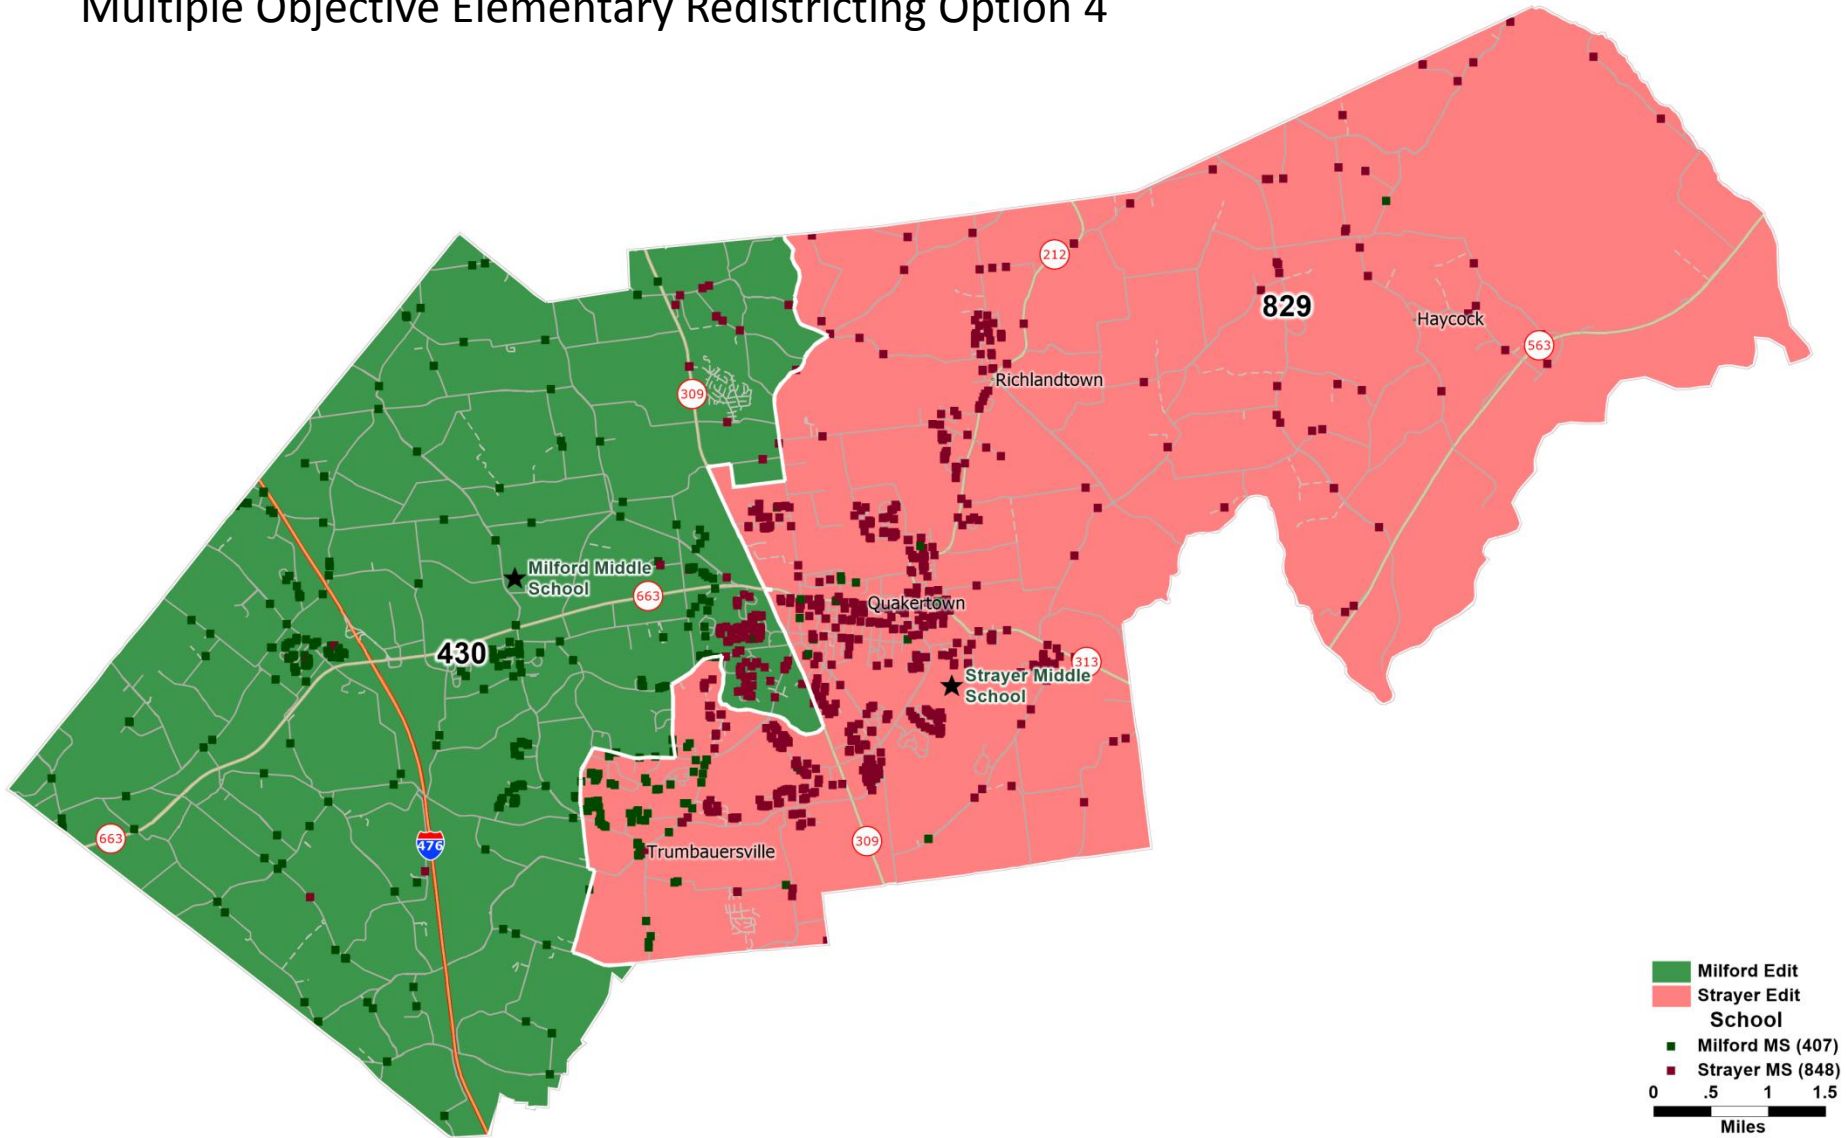 Multiple Objective Elementary Redistricting Option 4
212
829
Haycock
563
Richlandtown
309
Milford Middle
School
663
Quakertown
430
313
Strayer Middle
School
663
476
Trumbauersville
309
Milford Edit
Strayer Edit
School
Milford MS (407)
Strayer MS (848)
0 .5 1 1.5
Miles